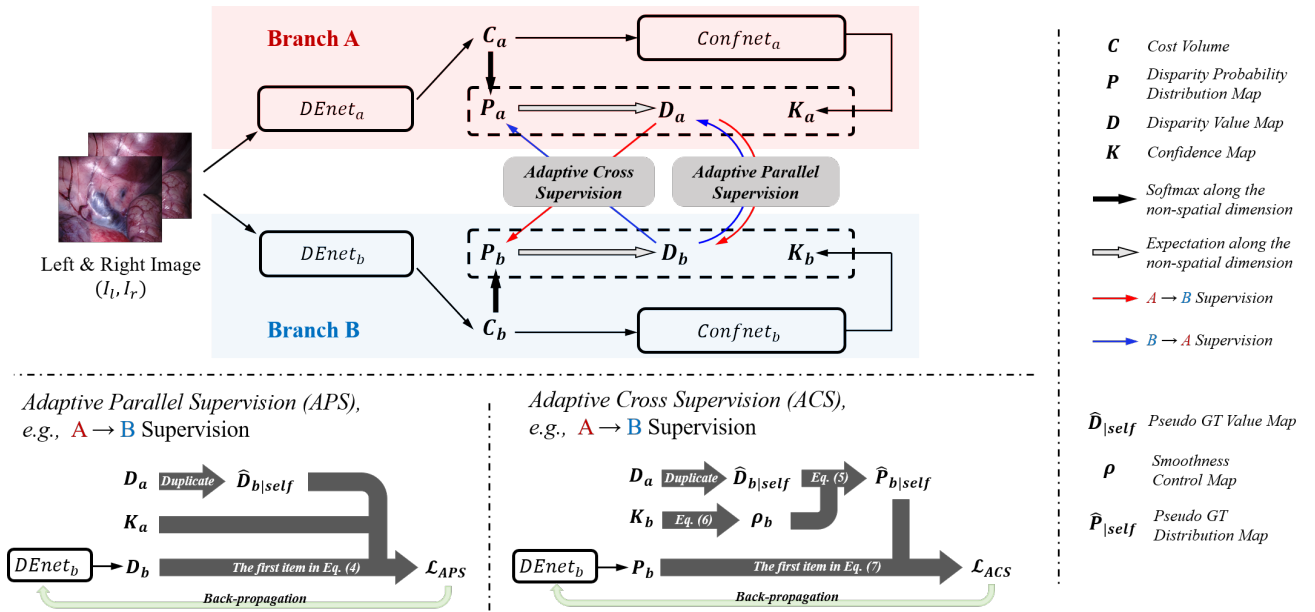 Branch A
C_a
Confnet_a
DEnet_a
P_a
D_a
K_a
Adaptive Cross
Supervision
Adaptive Parallel
Supervision
Left & Right Image
(I_l, I_r)
DEnet_b
P_b
D_b
K_b
Branch B
C_b
Confnet_b
C Cost Volume
P Disparity Probability
Distribution Map
D Disparity Value Map
K Confidence Map
Softmax along the
non-spatial dimension
Expectation along the
non-spatial dimension
A → B Supervision
B → A Supervision
D̂_|self Pseudo GT Value Map
ρ Smoothness
Control Map
P̂_|self Pseudo GT
Distribution Map
Adaptive Parallel Supervision (APS),
e.g., A → B Supervision
D_a Duplicate D̂_b|self
K_a
DEnet_b D_b The first item in Eq. (4) ℒ_APS
Back-propagation
Adaptive Cross Supervision (ACS),
e.g., A → B Supervision
D_a Duplicate D̂_b|self Eq. (5) P̂_b|self
K_b Eq. (6) ρ_b
DEnet_b P_b The first item in Eq. (7) ℒ_ACS
Back-propagation